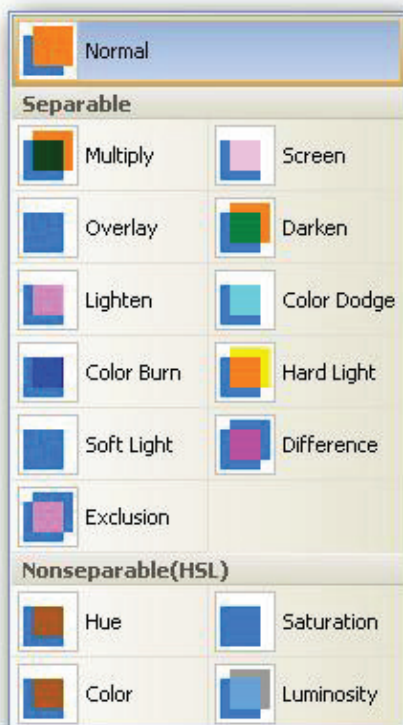 Normal
Separable
Multiply Screen
Overlay Darken
Lighten Color Dodge
Color Burn Hard Light
Soft Light Difference
Exclusion
Nonseparable(HSL)
Hue Saturation
Color Luminosity